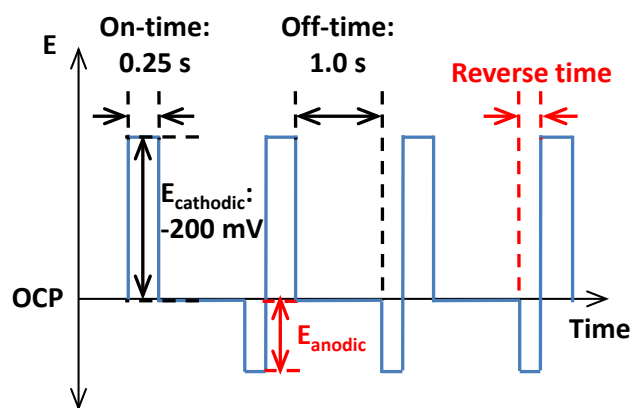 On-time:
0.25 s
Off-time:
1.0 s
E
Reverse time
Ecathodic:
-200 mV
OCP
Time
Eanodic